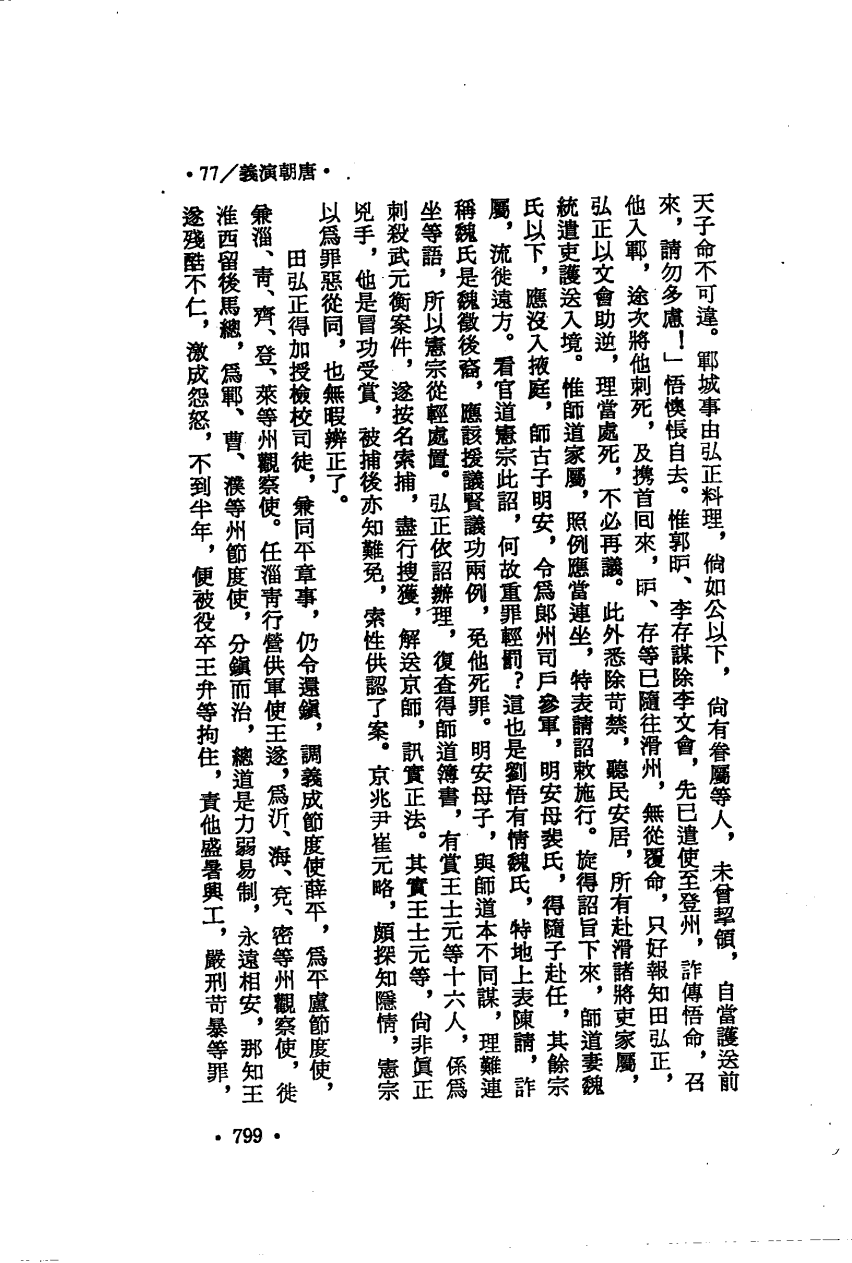 •77/義演朝唐•
天子命不可違。鄆城事由弘正料理，倘如公以下，尙有眷屬等人，未曾挈領，自當護送前
來，請勿多慮！」悟懊悵自去。惟郭昈、李存謀除李文會，先已遣使至登州，詐傳悟命，召
他入鄆，途次將他刺死，及攜首回來，昈、存等已隨往滑州，無從覆命，只好報知田弘正，
弘正以文會助逆，理當處死，不必再議。此外悉除苛禁，聽民安居，所有赴滑諸將吏家屬，
統遣吏護送入境。惟師道家屬，照例應當連坐，特表請詔敕施行。旋得詔旨下來，師道妻魏
氏以下，應沒入掖庭，師古子明安，令爲郞州司戶參軍，明安母裴氏，得隨子赴任，其餘宗
屬，流徙遠方。看官道憲宗此詔，何故重罪輕罰？這也是劉悟有情魏氏，特地上表陳請，詐
稱魏氏是魏徵後裔，應該援議賢議功兩例，免他死罪。明安母子，與師道本不同謀，理難連
坐等語，所以憲宗從輕處置。弘正依詔辦理，復查得師道簿書，有賞王士元等十六人，係爲
刺殺武元衡案件，遂按名索捕，盡行搜獲，解送京師，訊實正法。其實王士元等，尙非眞正
兇手，他是冒功受賞，被捕後亦知難免，索性供認了案。京兆尹崔元略，頗探知隱情，憲宗
以爲罪惡從同，也無暇辨正了。
田弘正得加授檢校司徒，兼同平章事，仍令還鎭，調義成節度使薛平，爲平盧節度使，
兼淄、靑、齊、登、萊等州觀察使。任淄靑行營供軍使王遂，爲沂、海、兗、密等州觀察使，徙
淮西留後馬總，爲鄆、曹、濮等州節度使，分鎭而治，總道是力弱易制，永遠相安，那知王
遂殘酷不仁，激成怨怒，不到半年，便被役卒王弁等拘住，責他盛暑興工，嚴刑苛暴等罪，
•799•